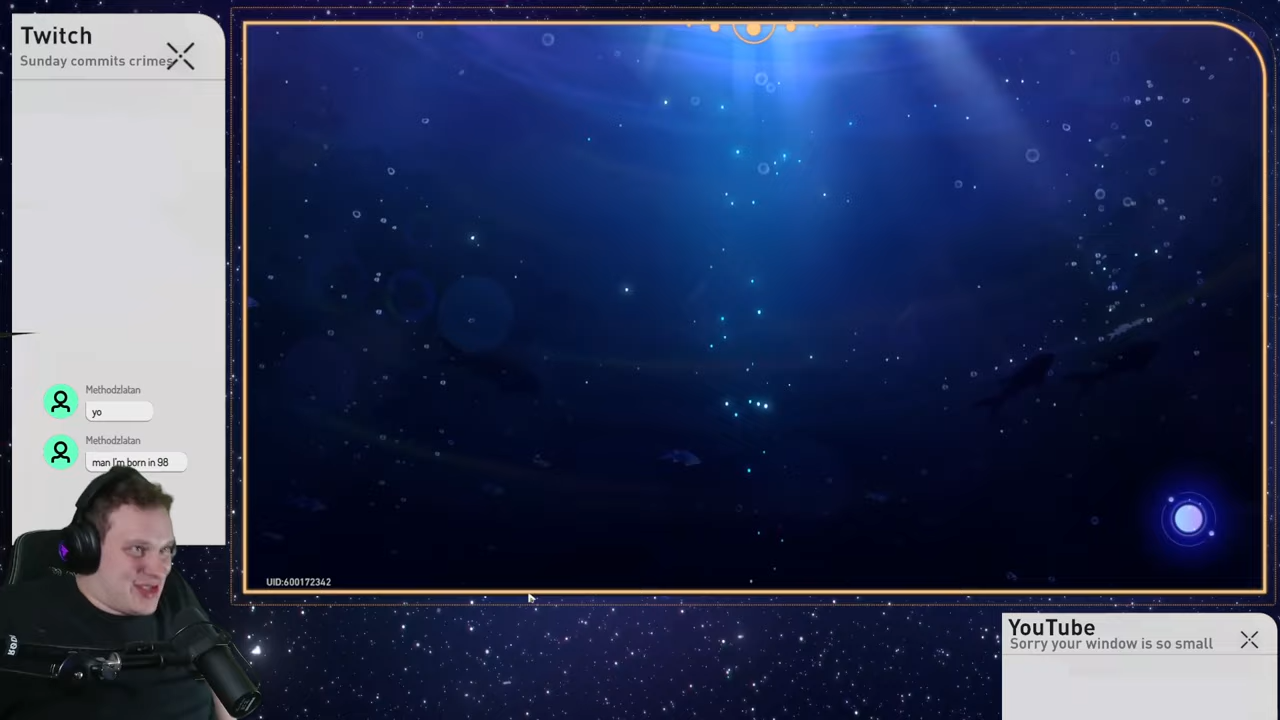 Twitch
Sunday commits crimes
Methodzlatan
yo
Methodzlatan
man I'm born in 98
UID:600172342
YouTube
Sorry your window is so small